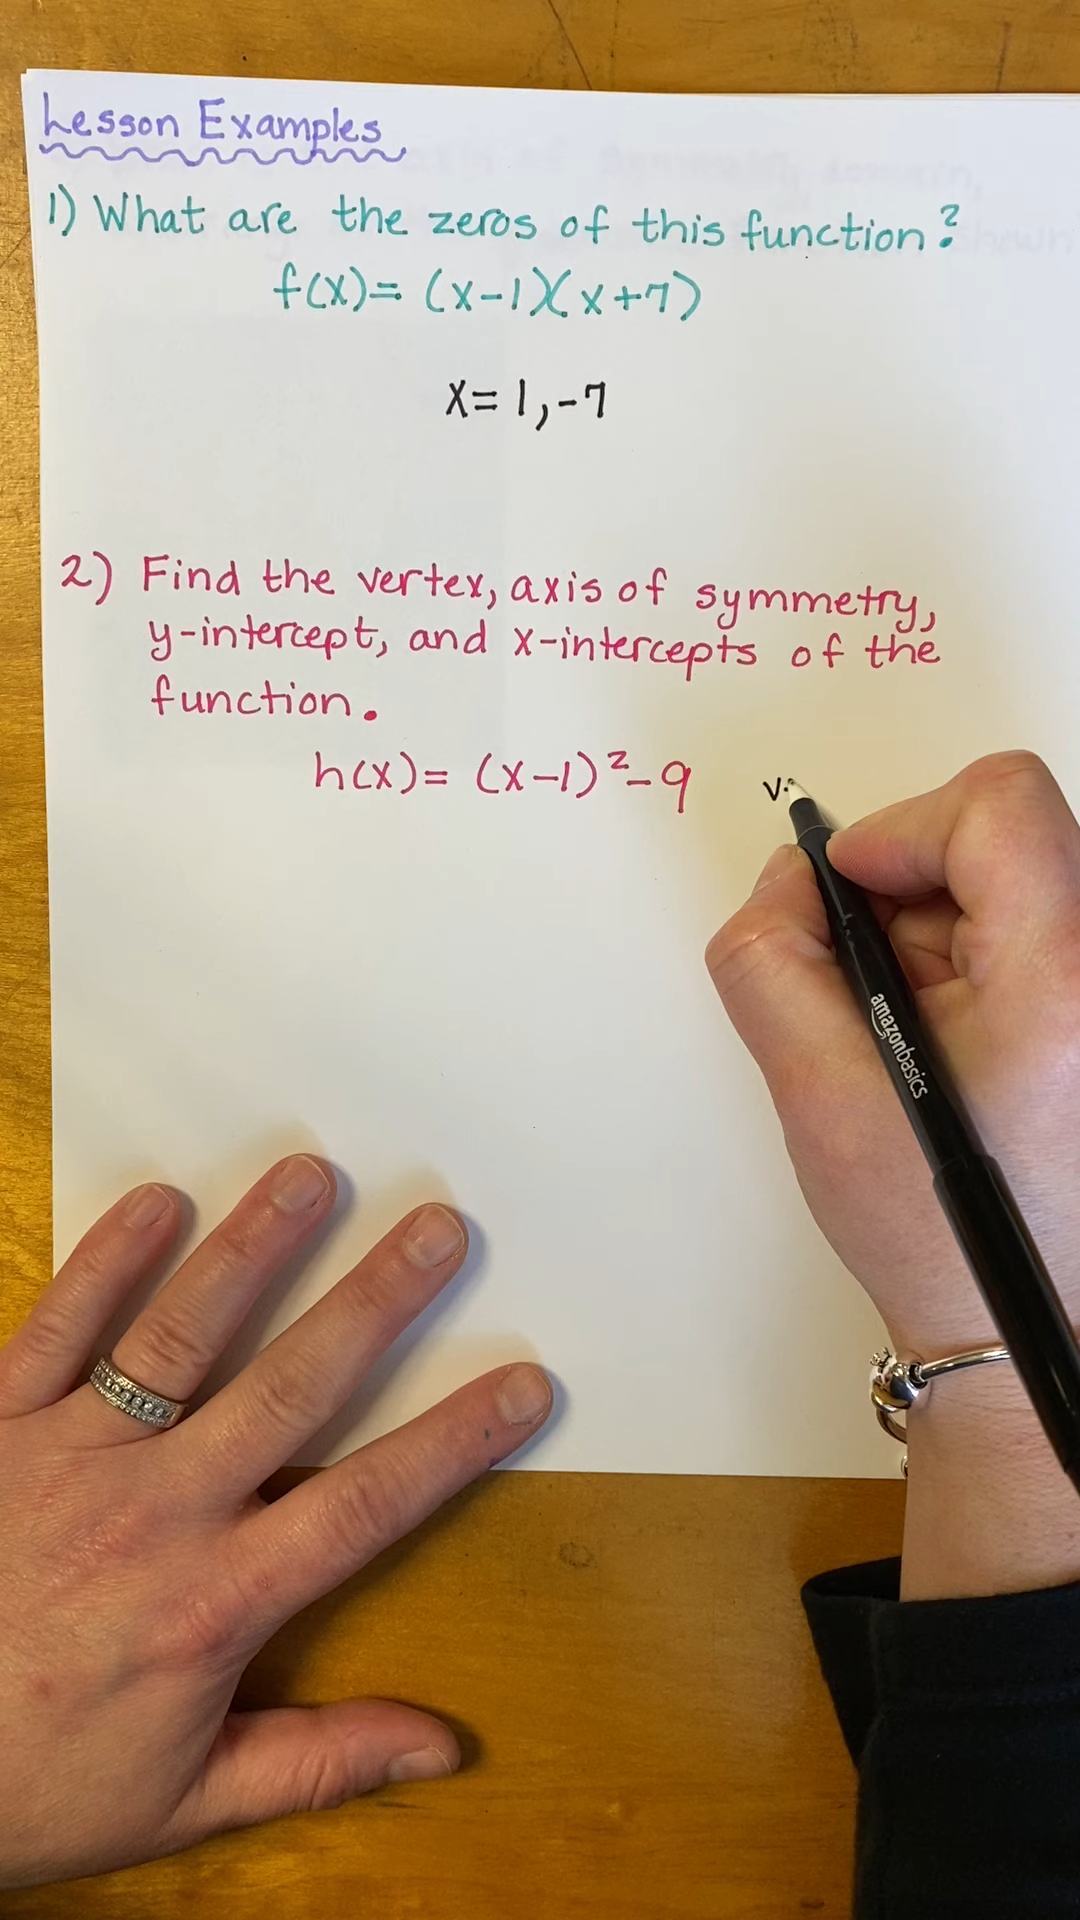 Lesson Examples
1) What are the zeros of this function?
f(x)= (x-1)(x+7)
x= 1, -7
2) Find the vertex, axis of symmetry,
y-intercept, and x-intercepts of the
function.
h(x)= (x-1)²-9
V:
amazonbasics